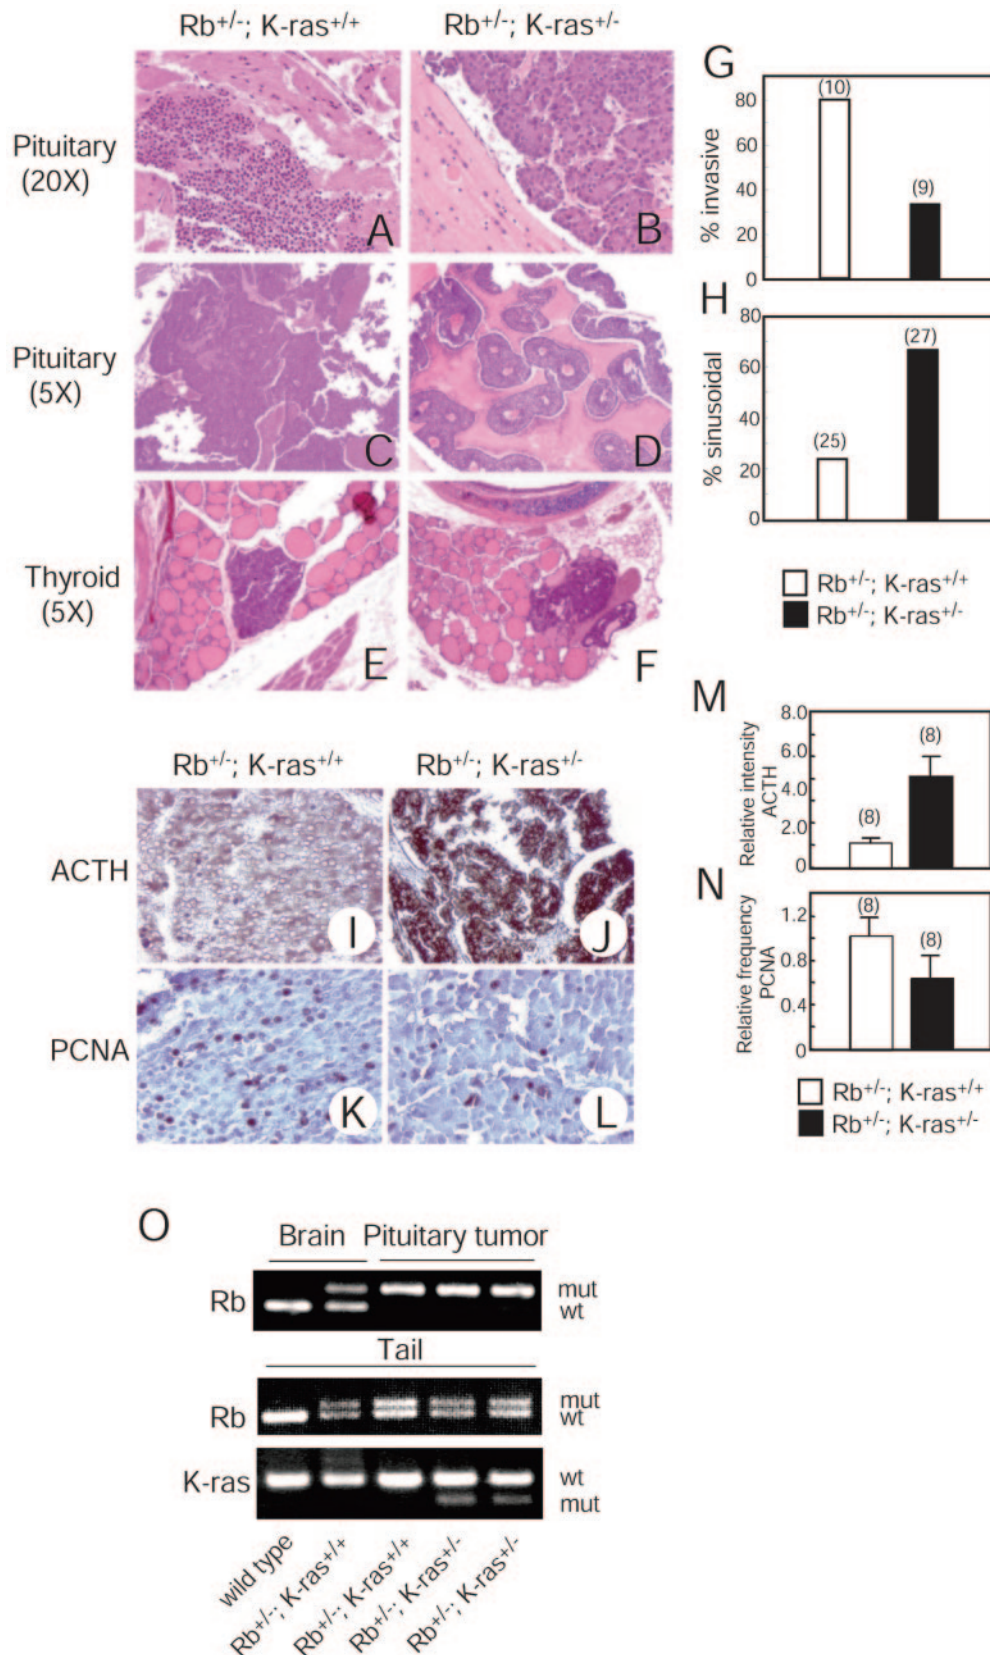 Rb+/-; K-ras+/+ Rb+/-; K-ras+/-
Pituitary
(20X)
A B
Pituitary
(5X)
C D
Thyroid
(5X)
E F
G
% invasive
80
60
40
20
0
(10)
(9)
H
% sinusoidal
80
60
40
20
0
(25)
(27)
Rb+/-; K-ras+/+
Rb+/-; K-ras+/-
Rb+/-; K-ras+/+ Rb+/-; K-ras+/-
ACTH
I J
PCNA
K L
M
Relative intensity
ACTH
8.0
6.0
4.0
2.0
0
(8)
(8)
N
Relative frequency
PCNA
1.2
0.8
0.4
0
(8)
(8)
Rb+/-; K-ras+/+
Rb+/-; K-ras+/-
O
Brain Pituitary tumor
Rb
mut
wt
Tail
Rb
mut
wt
K-ras
wt
mut
wild type
Rb+/-; K-ras+/+
Rb+/-; K-ras+/+
Rb+/-; K-ras+/-
Rb+/-; K-ras+/-